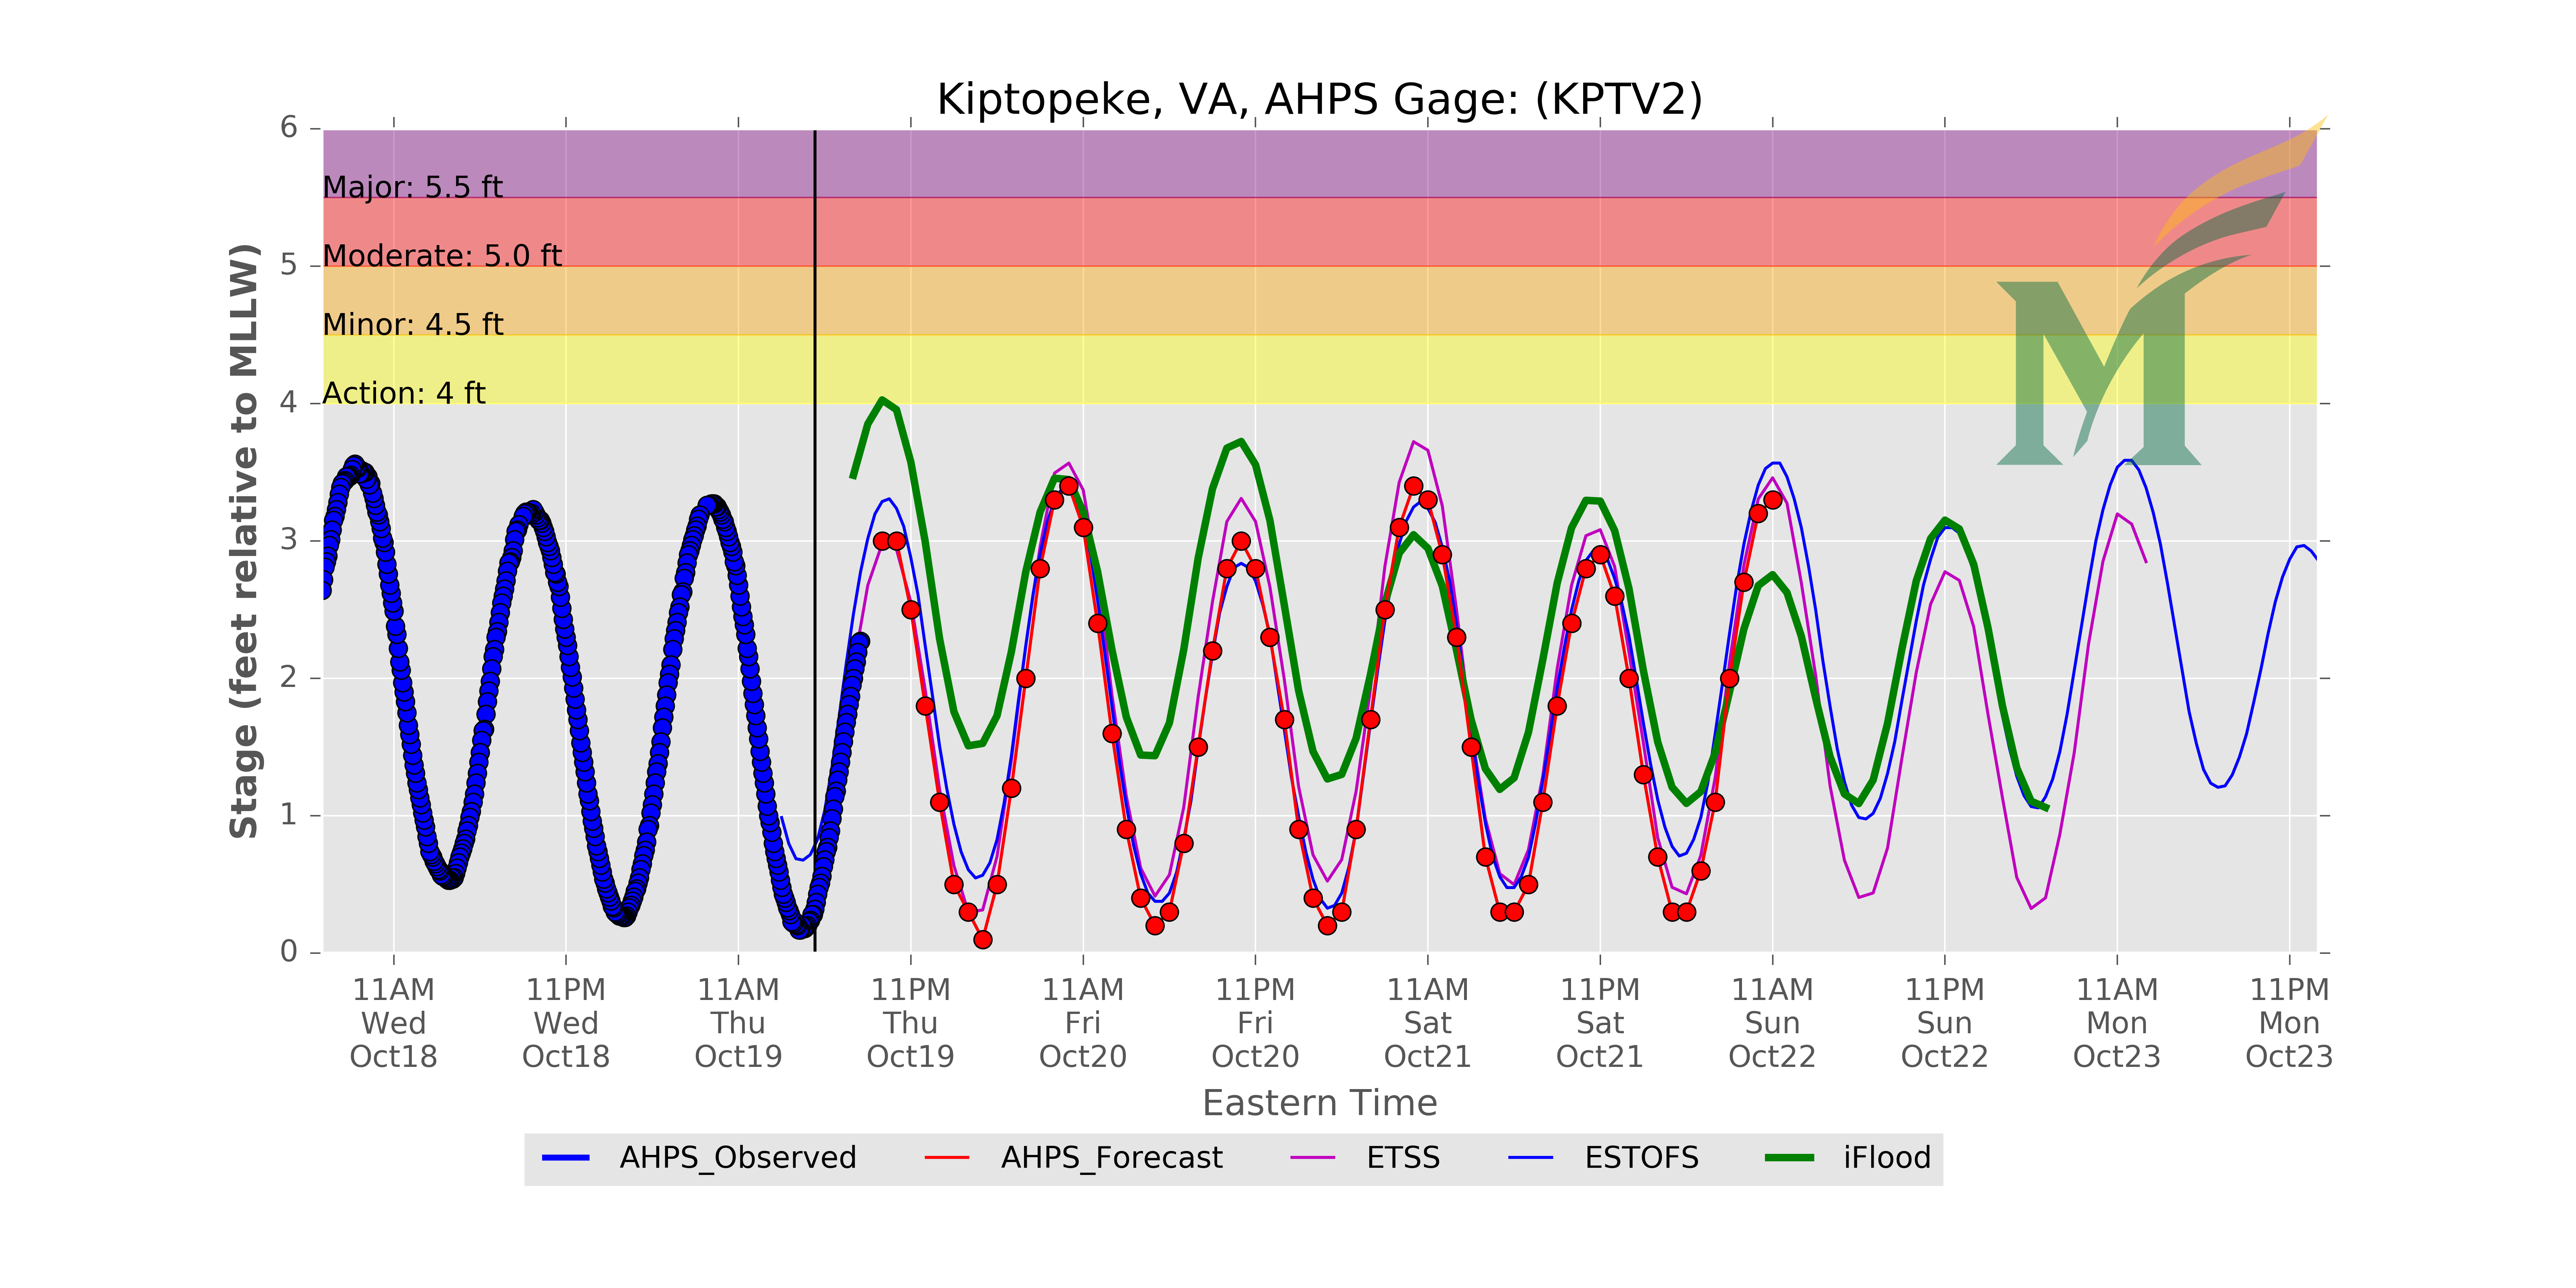 Kiptopeke, VA, AHPS Gage: (KPTV2)
Stage (feet relative to MLLW)
6
5
4
3
2
1
0
Major: 5.5 ft
Moderate: 5.0 ft
Minor: 4.5 ft
Action: 4 ft
M
11AM 11PM 11AM 11PM 11AM 11PM 11AM 11PM 11AM 11PM 11AM 11PM
Wed Wed Thu Thu Fri Fri Sat Sat Sun Sun Mon Mon
Oct18 Oct18 Oct19 Oct19 Oct20 Oct20 Oct21 Oct21 Oct22 Oct22 Oct23 Oct23
Eastern Time
AHPS_Observed AHPS_Forecast ETSS ESTOFS iFlood